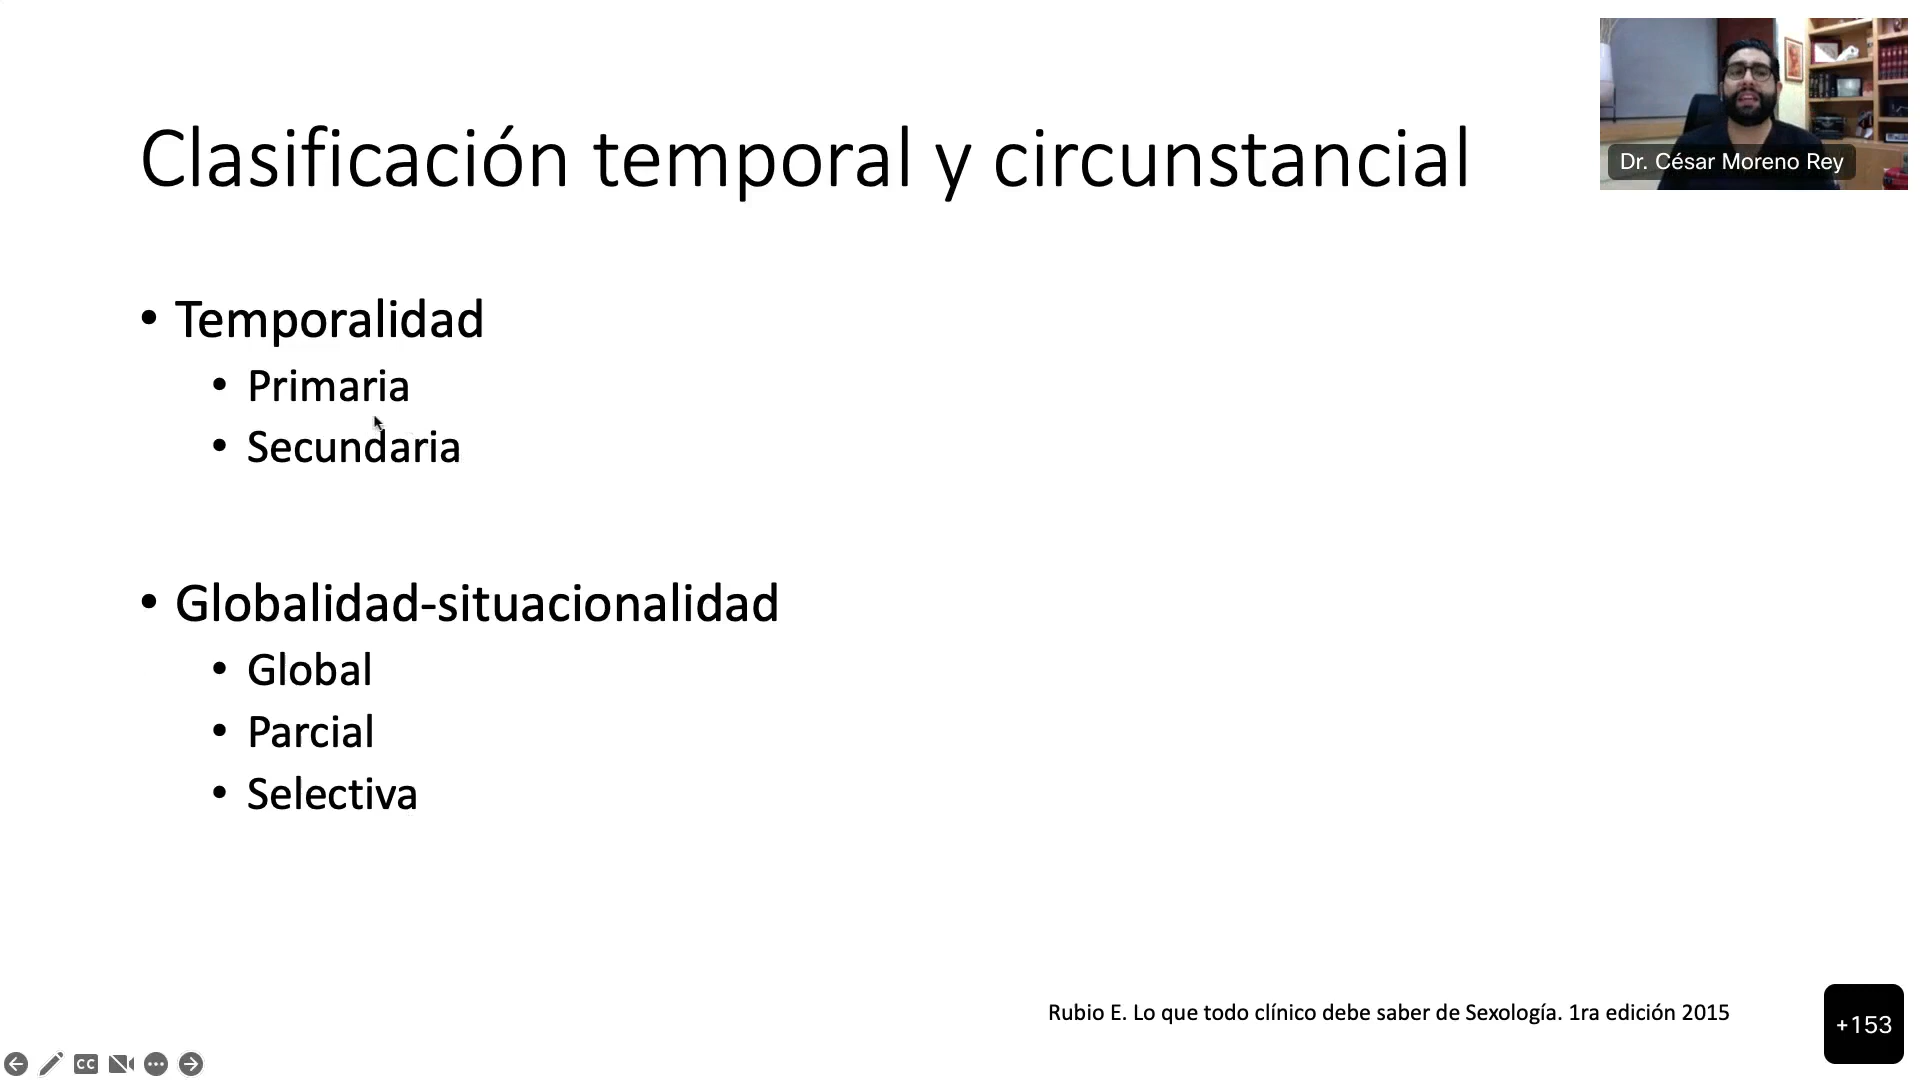 Clasificación temporal y circunstancial
Dr. César Moreno Rey
• Temporalidad
• Primaria
• Secundaria
• Globalidad-situacionalidad
• Global
• Parcial
• Selectiva
Rubio E. Lo que todo clínico debe saber de Sexología. 1ra edición 2015
+153
CC